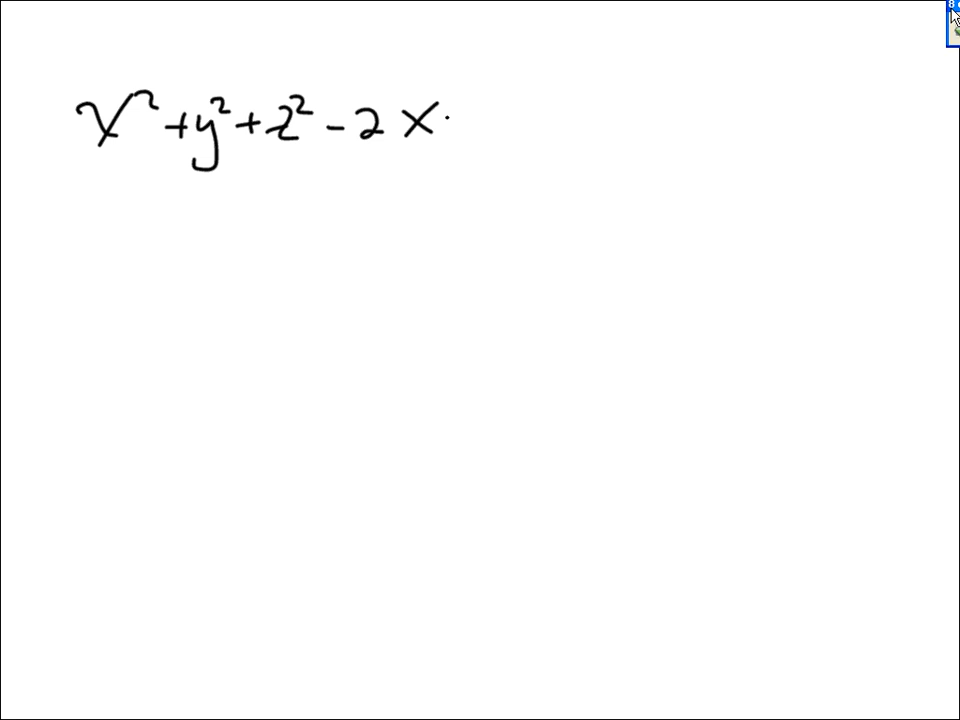 x² + y² + z² - 2x